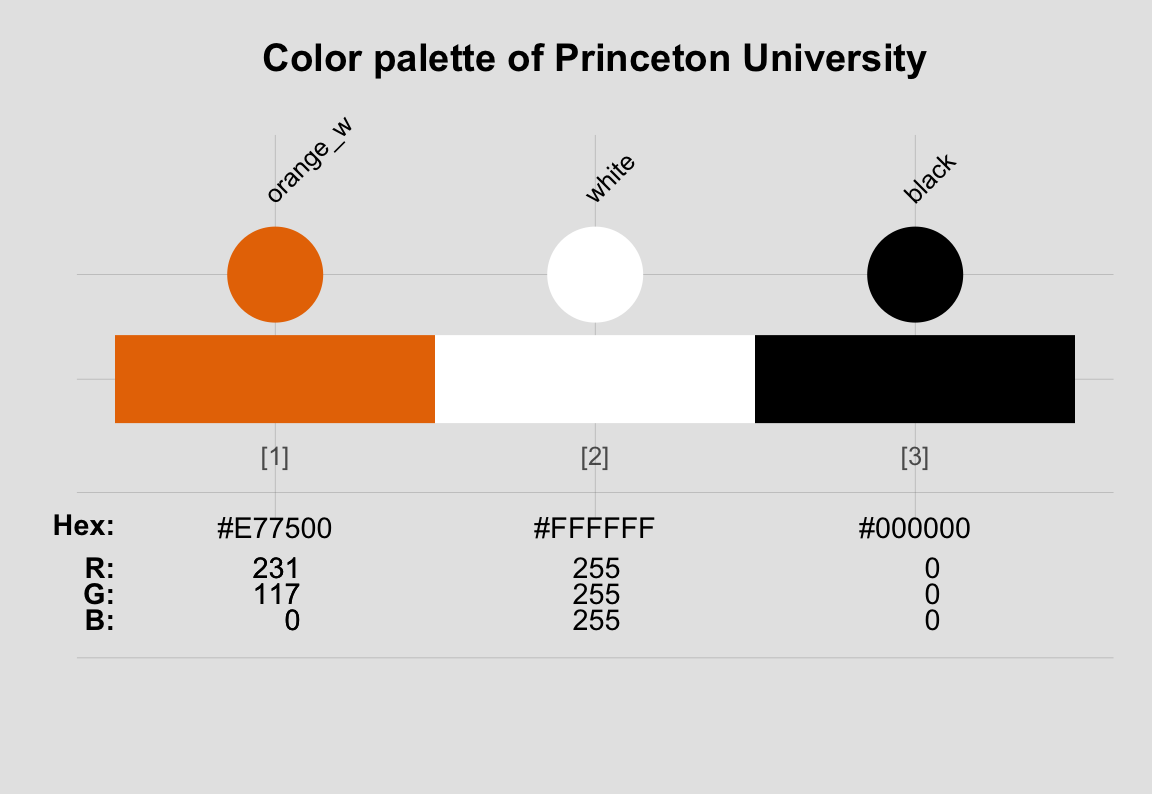 Color palette of Princeton University
orange_w white black
[1] [2] [3]
Hex: #E77500 #FFFFFF #000000
R: 231 255 0
G: 117 255 0
B: 0 255 0